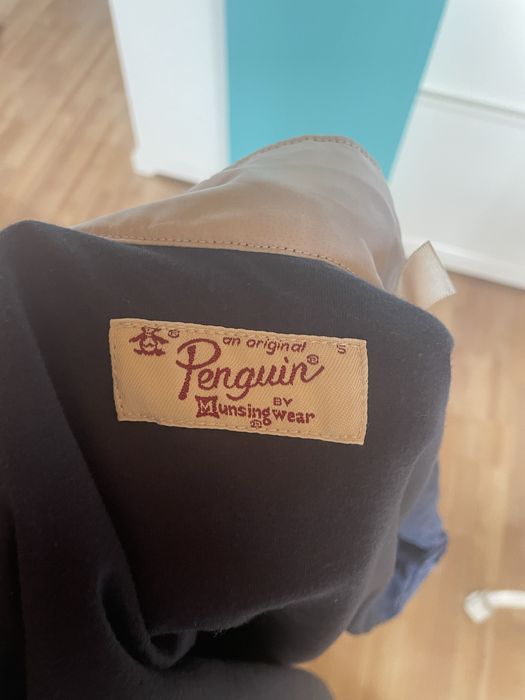 ® an original S
Penguin®
BY
Munsingwear
®